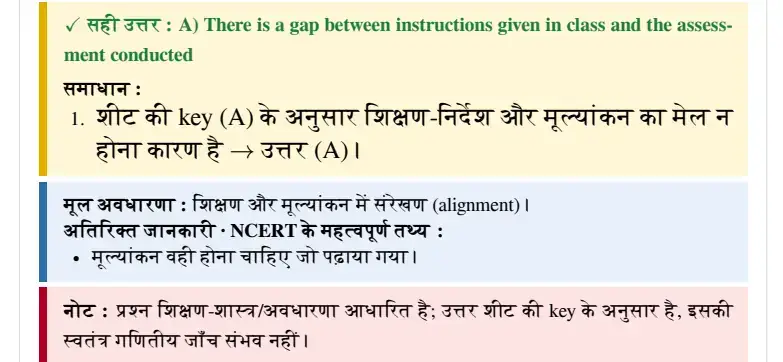 ✓ सही उत्तर : A) There is a gap between instructions given in class and the assess-
ment conducted
समाधान :
1. शीट की key (A) के अनुसार शिक्षण-निर्देश और मूल्यांकन का मेल न
होना कारण है → उत्तर (A)।
मूल अवधारणा : शिक्षण और मूल्यांकन में संरेखण (alignment)।
अतिरिक्त जानकारी · NCERT के महत्वपूर्ण तथ्य :
• मूल्यांकन वही होना चाहिए जो पढ़ाया गया।
नोट : प्रश्न शिक्षण-शास्त्र/अवधारणा आधारित है; उत्तर शीट की key के अनुसार है, इसकी
स्वतंत्र गणितीय जाँच संभव नहीं।